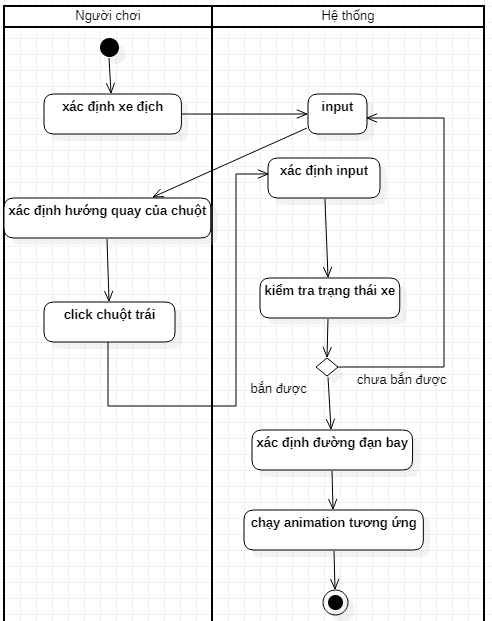 Người chơi
Hệ thống
xác định xe địch
input
xác định input
xác định hướng quay của chuột
kiểm tra trạng thái xe
click chuột trái
bắn được
chưa bắn được
xác định đường đạn bay
chạy animation tương ứng